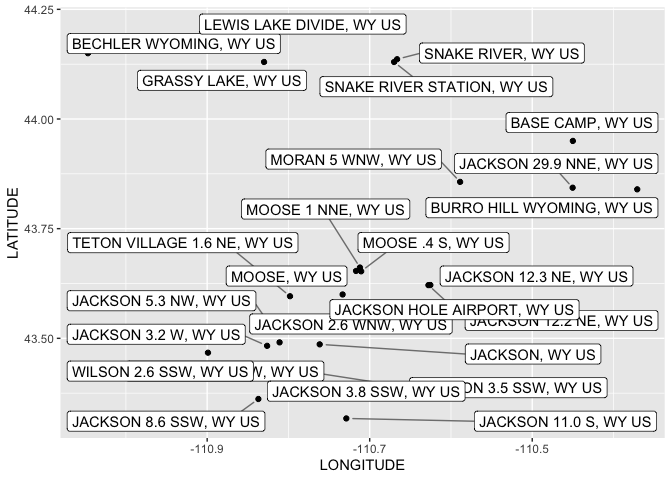 44.25
LEWIS LAKE DIVIDE, WY US
BECHLER WYOMING, WY US
SNAKE RIVER, WY US
GRASSY LAKE, WY US
SNAKE RIVER STATION, WY US
44.00
BASE CAMP, WY US
MORAN 5 WNW, WY US
JACKSON 29.9 NNE, WY US
BURRO HILL WYOMING, WY US
MOOSE 1 NNE, WY US
43.75
TETON VILLAGE 1.6 NE, WY US
MOOSE .4 S, WY US
MOOSE, WY US
JACKSON 12.3 NE, WY US
JACKSON 5.3 NW, WY US
JACKSON HOLE AIRPORT, WY US
JACKSON 12.2 NE, WY US
JACKSON 2.6 WNW, WY US
JACKSON 3.2 W, WY US
43.50
JACKSON, WY US
WILSON 2.6 SSW, WY US
W, WY US
JACKSON 3.8 SSW, WY US
ON 3.5 SSW, WY US
JACKSON 8.6 SSW, WY US
JACKSON 11.0 S, WY US
LATITUDE
-110.9
-110.7
-110.5
LONGITUDE